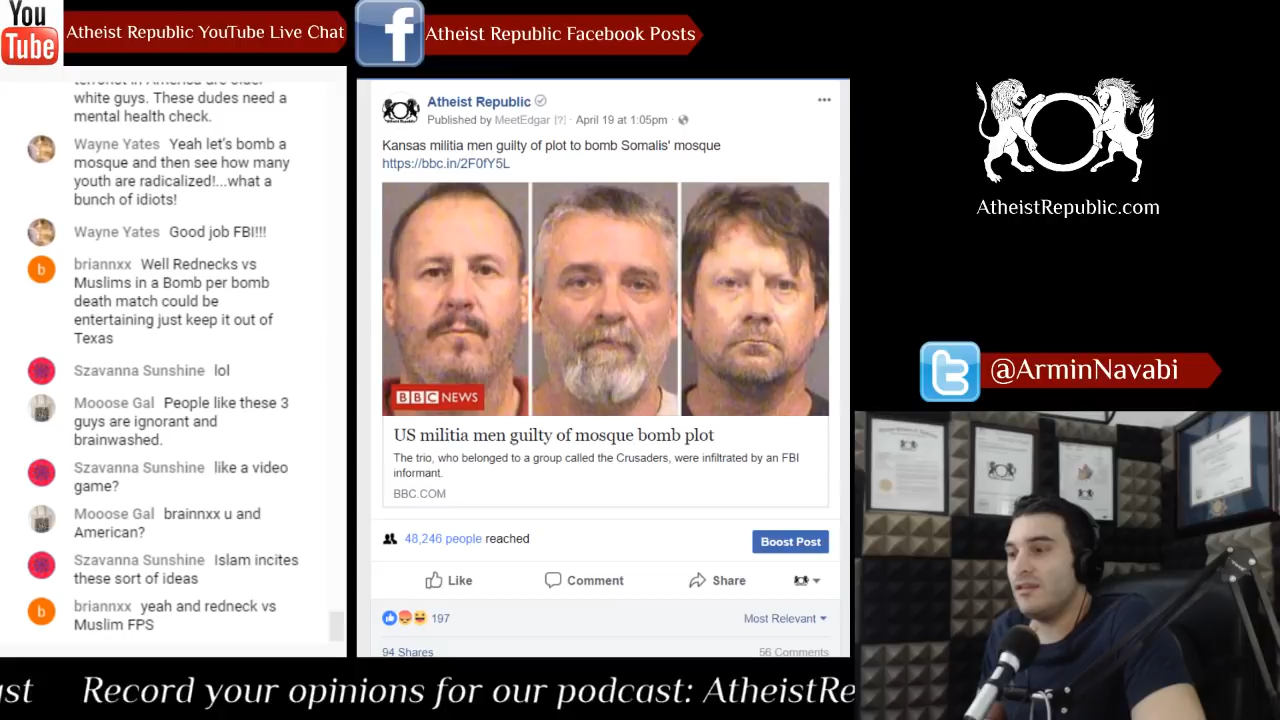 You
Tube
Atheist Republic YouTube Live Chat
Atheist Republic Facebook Posts
terrorist in America are older
white guys. These dudes need a
mental health check.
Wayne Yates Yeah let's bomb a
mosque and then see how many
youth are radicalized!...what a
bunch of idiots!
Wayne Yates Good job FBI!!!
b
briannxx Well Rednecks vs
Muslims in a Bomb per bomb
death match could be
entertaining just keep it out of
Texas
Szavanna Sunshine lol
Mooose Gal People like these 3
guys are ignorant and
brainwashed.
Szavanna Sunshine like a video
game?
Mooose Gal brainnxx u and
American?
Szavanna Sunshine Islam incites
these sort of ideas
b
briannxx yeah and redneck vs
Muslim FPS
Atheist Republic
Published by MeetEdgar [?] · April 19 at 1:05pm ·
Kansas militia men guilty of plot to bomb Somalis' mosque
https://bbc.in/2F0fY5L
BBC NEWS
US militia men guilty of mosque bomb plot
The trio, who belonged to a group called the Crusaders, were infiltrated by an FBI
informant.
BBC.COM
48,246 people reached
Boost Post
Like
Comment
Share
197
Most Relevant
94 Shares
56 Comments
AtheistRepublic.com
@ArminNavabi
ast
Record your opinions for our podcast: AtheistRe